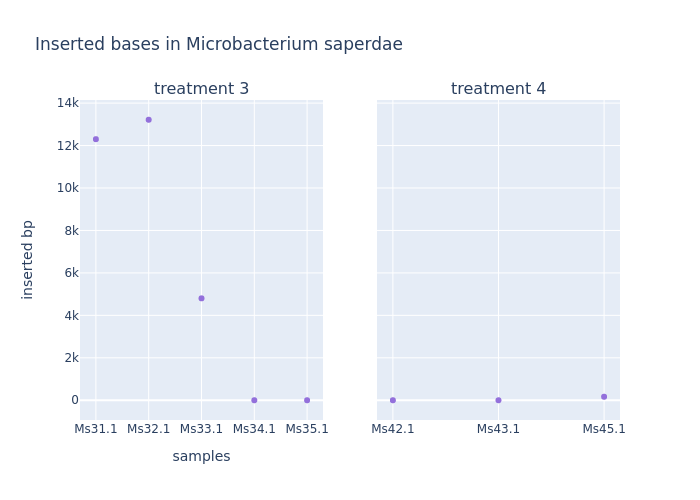 Inserted bases in Microbacterium saperdae
treatment 3
treatment 4
14k
12k
10k
8k
6k
4k
2k
0
inserted bp
Ms31.1 Ms32.1 Ms33.1 Ms34.1 Ms35.1
Ms42.1 Ms43.1 Ms45.1
samples